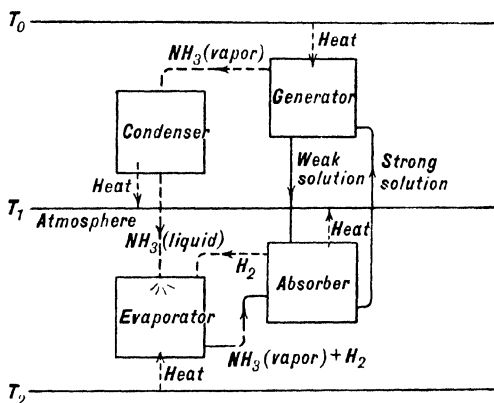 T₀
Heat
NH₃(vapor)
Generator
Condenser
Weak
solution
Strong
solution
Heat
T₁
Atmosphere
Heat
NH₃(liquid)
H₂
Absorber
Evaporator
NH₃(vapor)+H₂
Heat
T₂